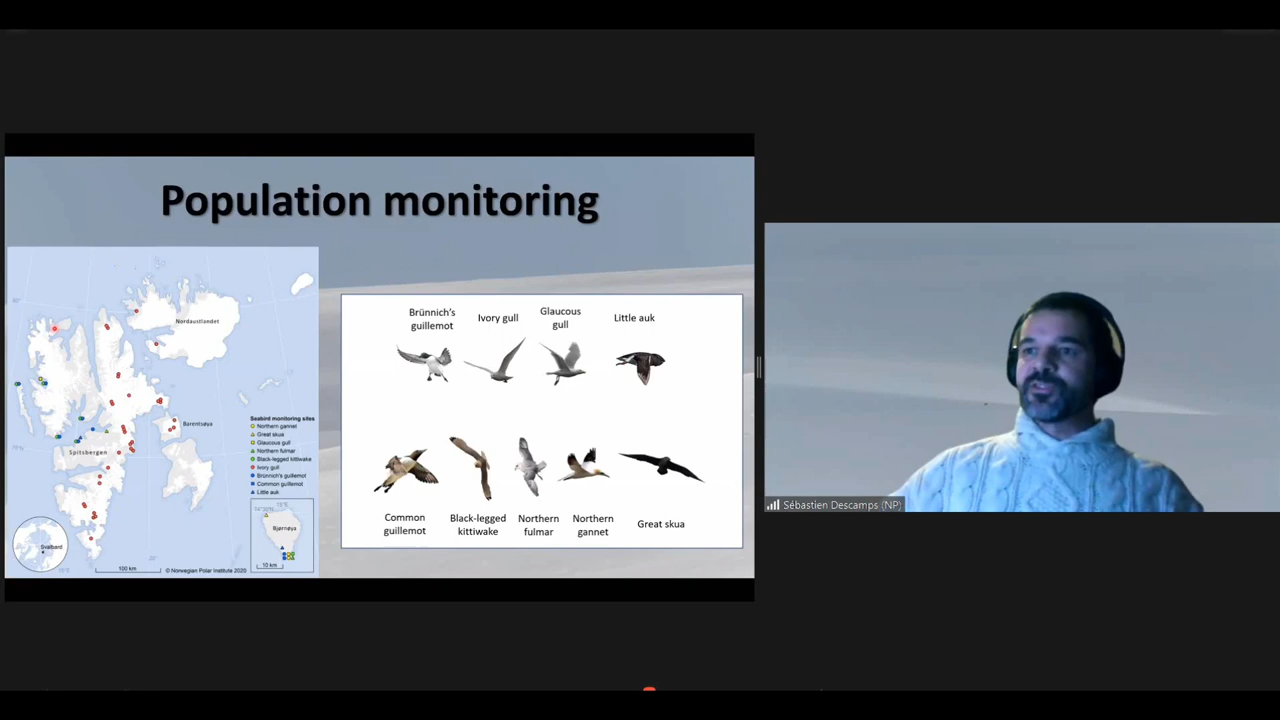 Population monitoring
Nordaustlandet
Barentsøya
Spitsbergen
Seabird monitoring sites
Northern gannet
Great skua
Glaucous gull
Northern fulmar
Black-legged kittiwake
Ivory gull
Brünnich's guillemot
Common guillemot
Little auk
Bjørnøya
10 km
Svalbard
100 km
© Norwegian Polar Institute 2020
Brünnich's
guillemot
Ivory gull
Glaucous
gull
Little auk
Common
guillemot
Black-legged
kittiwake
Northern
fulmar
Northern
gannet
Great skua
Sébastien Descamps (NP)